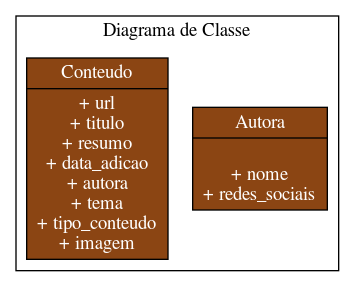 Diagrama de Classe
Conteudo
+ url
+ titulo
+ resumo
+ data_adicao
+ autora
+ tema
+ tipo_conteudo
+ imagem
Autora
+ nome
+ redes_sociais